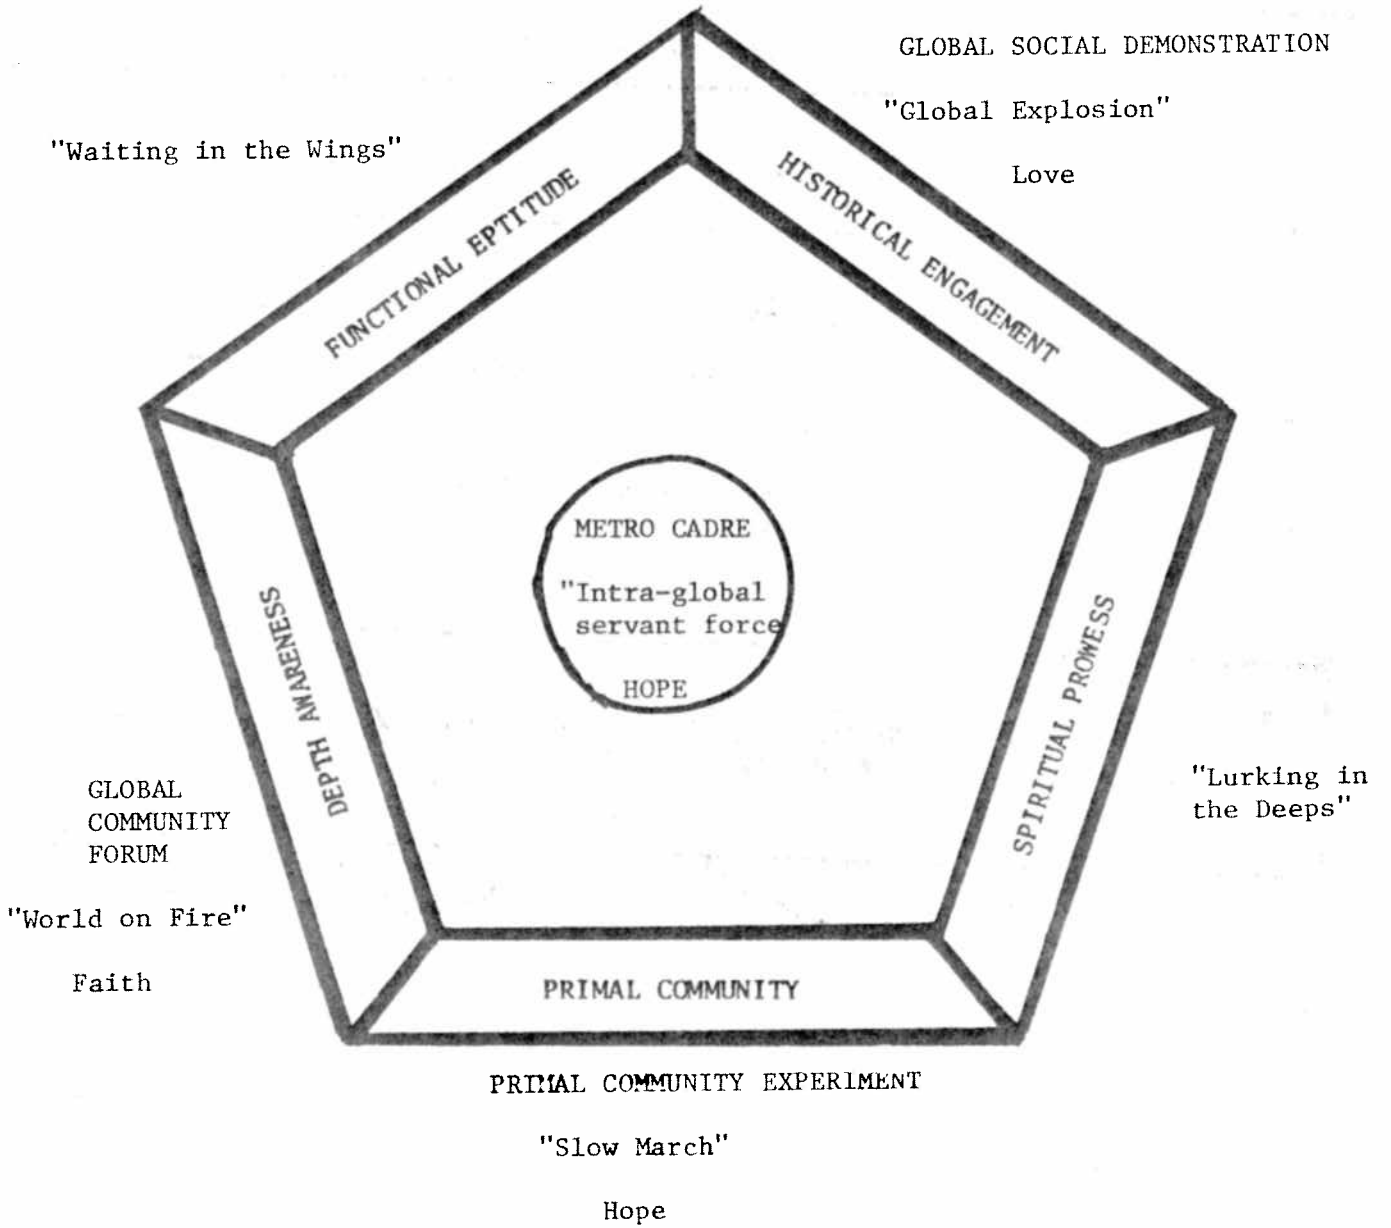 GLOBAL SOCIAL DEMONSTRATION
"Global Explosion"
Love
"Waiting in the Wings"
FUNCTIONAL EPTITUDE
HISTORICAL ENGAGEMENT
METRO CADRE
"Intra-global
servant force
HOPE
DEPTH AWARENESS
SPIRITUAL PROWESS
"Lurking in
the Deeps"
GLOBAL
COMMUNITY
FORUM
"World on Fire"
Faith
PRIMAL COMMUNITY
PRIMAL COMMUNITY EXPERIMENT
"Slow March"
Hope